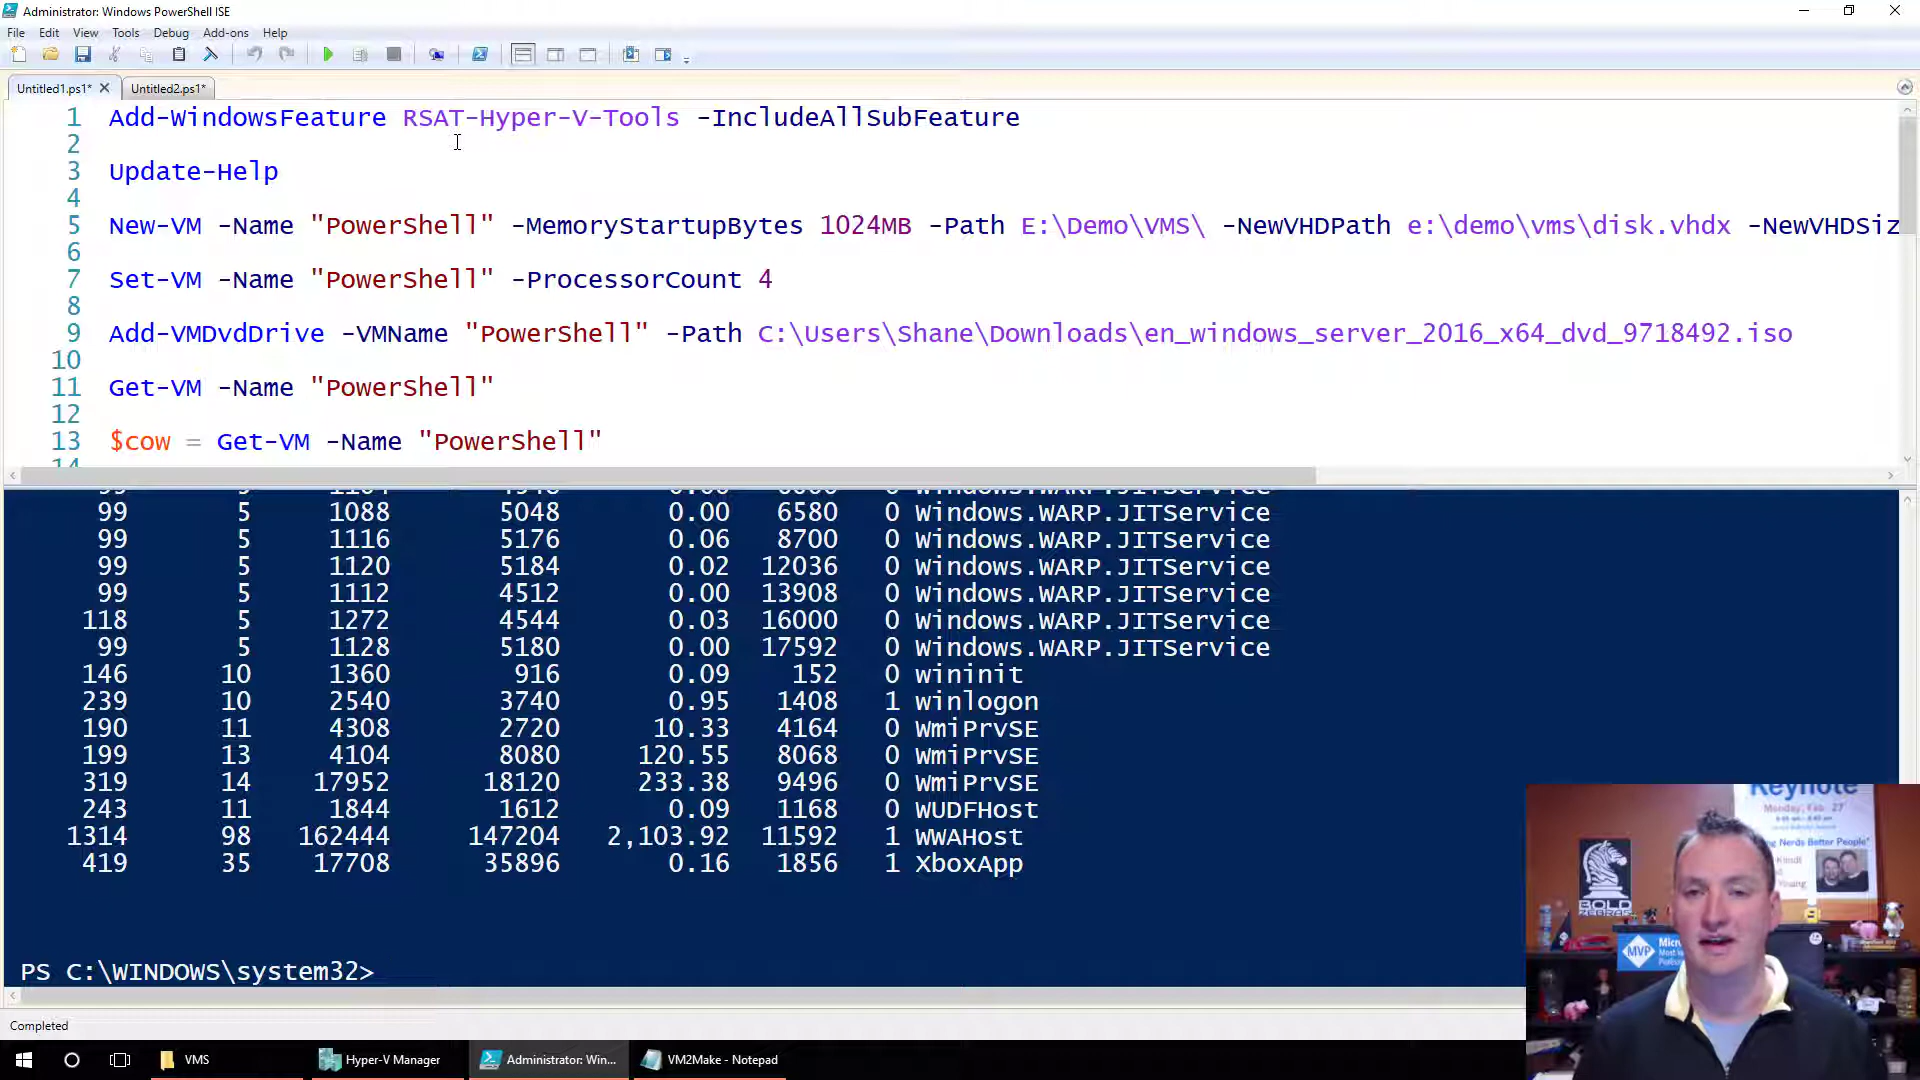 Administrator: Windows PowerShell ISE
File Edit View Tools Debug Add-ons Help
Untitled1.ps1* Untitled2.ps1*
1 Add-WindowsFeature RSAT-Hyper-V-Tools -IncludeAllSubFeature
2
3 Update-Help
4
5 New-VM -Name "PowerShell" -MemoryStartupBytes 1024MB -Path E:\Demo\VMS\ -NewVHDPath e:\demo\vms\disk.vhdx -NewVHDSiz
6
7 Set-VM -Name "PowerShell" -ProcessorCount 4
8
9 Add-VMDvdDrive -VMName "PowerShell" -Path C:\Users\Shane\Downloads\en_windows_server_2016_x64_dvd_9718492.iso
10
11 Get-VM -Name "PowerShell"
12
13 $cow = Get-VM -Name "PowerShell"
14
99 5 1088 5048 0.00 6580 0 Windows.WARP.JITService
99 5 1116 5176 0.06 8700 0 Windows.WARP.JITService
99 5 1120 5184 0.02 12036 0 Windows.WARP.JITService
99 5 1112 4512 0.00 13908 0 Windows.WARP.JITService
118 5 1272 4544 0.03 16000 0 Windows.WARP.JITService
99 5 1128 5180 0.00 17592 0 Windows.WARP.JITService
146 10 1360 916 0.09 152 0 wininit
239 10 2540 3740 0.95 1408 1 winlogon
190 11 4308 2720 10.33 4164 0 WmiPrvSE
199 13 4104 8080 120.55 8068 0 WmiPrvSE
319 14 17952 18120 233.38 9496 0 WmiPrvSE
243 11 1844 1612 0.09 1168 0 WUDFHost
1314 98 162444 147204 2,103.92 11592 1 WWAHost
419 35 17708 35896 0.16 1856 1 XboxApp
PS C:\WINDOWS\system32>
Keynote
Monday, Feb. 27
Nerds Better People"
Young
BOLD
ZEBRAS
MVP
Completed
VMS Hyper-V Manager Administrator: Win... VM2Make - Notepad